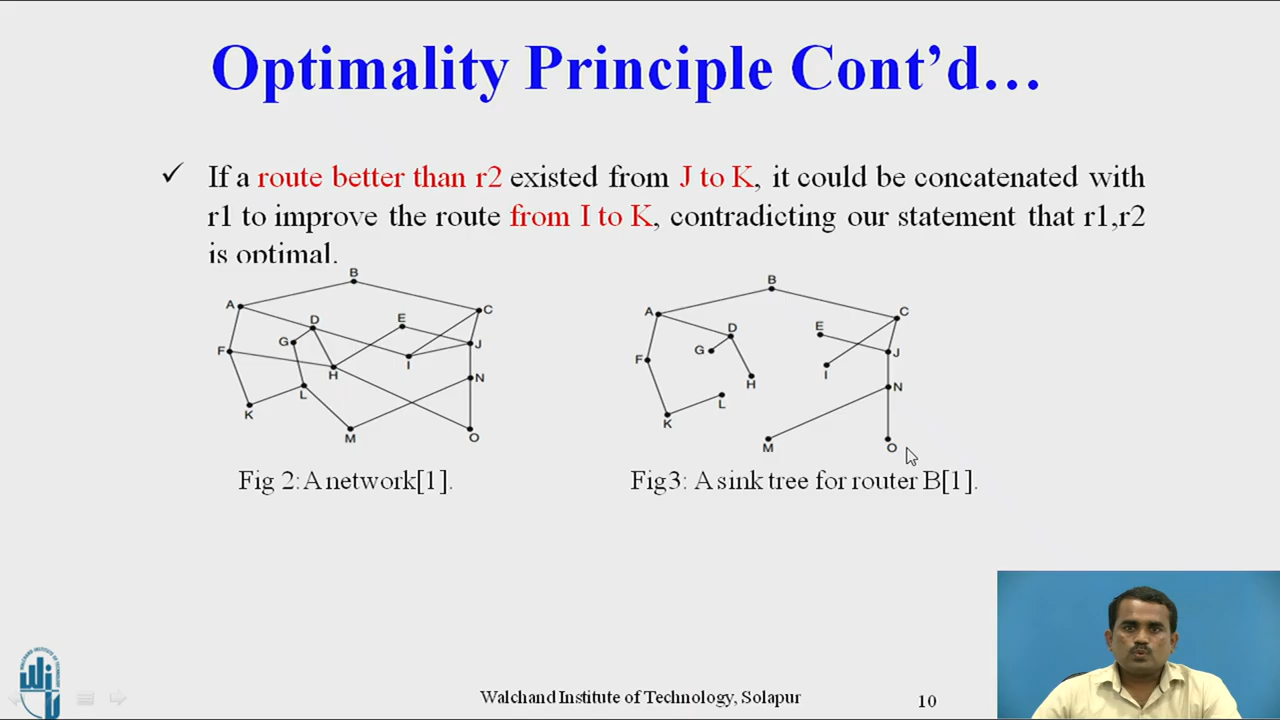 Optimality Principle Cont’d…
✓ If a route better than r2 existed from J to K, it could be concatenated with
r1 to improve the route from I to K, contradicting our statement that r1,r2
is optimal.
B
A
C
D
E
G
J
F
I
H
N
L
K
M
O
B
A
C
D
E
G
J
F
I
H
N
L
K
M
O
Fig 2: A network[1].
Fig3: A sink tree for router B[1].
Walchand Institute of Technology, Solapur
10